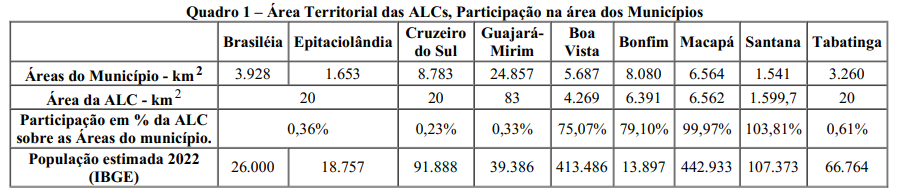 Quadro 1 – Área Territorial das ALCs, Participação na área dos Municípios
Brasiléia Epitaciolândia Cruzeiro do Sul Guajará-Mirim Boa Vista Bonfim Macapá Santana Tabatinga
Áreas do Município - km² 3.928 1.653 8.783 24.857 5.687 8.080 6.564 1.541 3.260
Área da ALC - km² 20 20 83 4.269 6.391 6.562 1.599,7 20
Participação em % da ALC sobre as Áreas do município. 0,36% 0,23% 0,33% 75,07% 79,10% 99,97% 103,81% 0,61%
População estimada 2022 (IBGE) 26.000 18.757 91.888 39.386 413.486 13.897 442.933 107.373 66.764